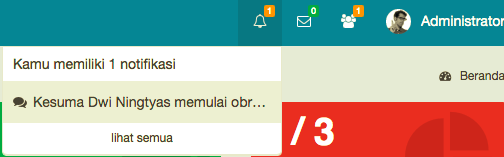 1 0 1 Administrator
Kamu memiliki 1 notifikasi
Beranda
Kesuma Dwi Ningtyas memulai obr...
/ 3
lihat semua